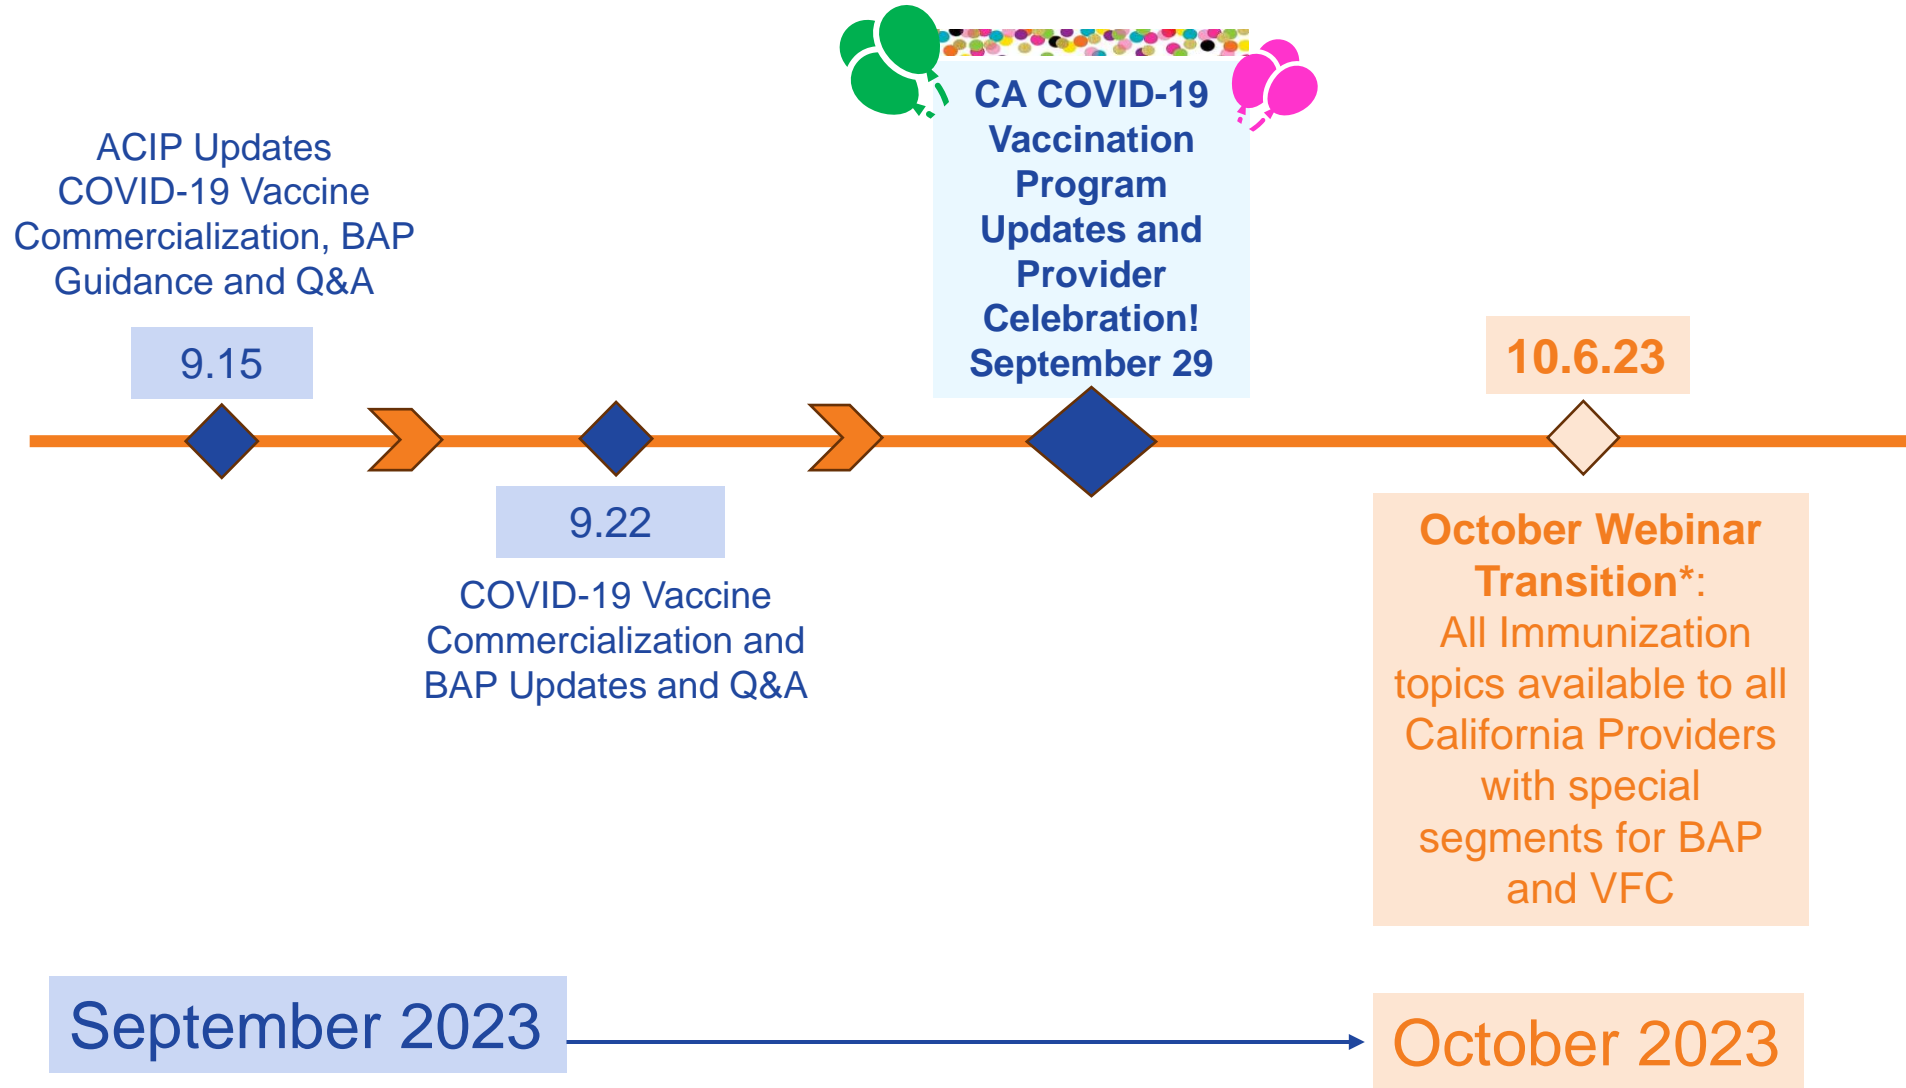 ACIP Updates
COVID-19 Vaccine
Commercialization, BAP
Guidance and Q&A
9.15
9.22
COVID-19 Vaccine
Commercialization and
BAP Updates and Q&A
CA COVID-19
Vaccination
Program
Updates and
Provider
Celebration!
September 29
10.6.23
October Webinar
Transition*:
All Immunization
topics available to all
California Providers
with special
segments for BAP
and VFC
September 2023
October 2023